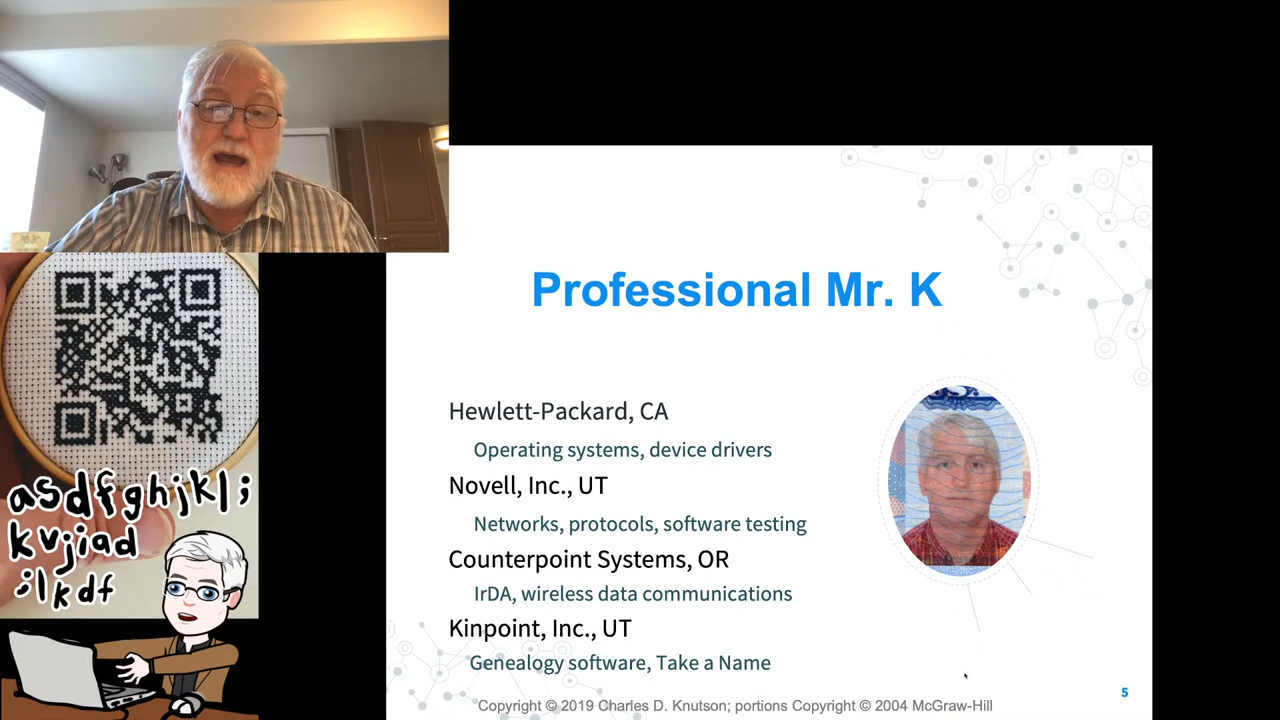 Professional Mr. K
Hewlett-Packard, CA
Operating systems, device drivers
Novell, Inc., UT
Networks, protocols, software testing
Counterpoint Systems, OR
IrDA, wireless data communications
Kinpoint, Inc., UT
Genealogy software, Take a Name
5
Copyright © 2019 Charles D. Knutson; portions Copyright © 2004 McGraw-Hill
asdfghjkl;
kvjiad
;lkdf